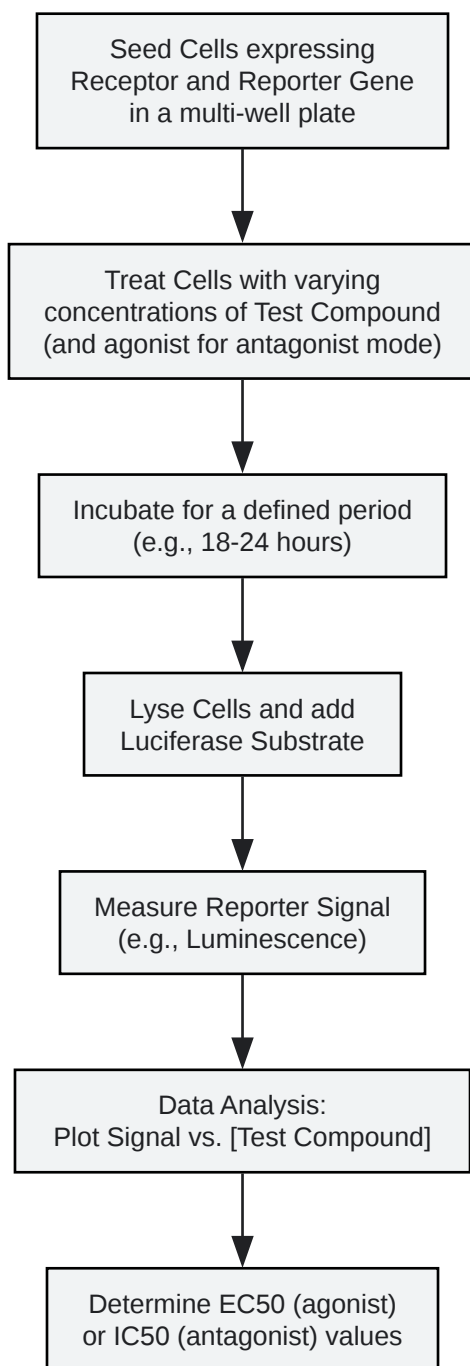 Seed Cells expressing
Receptor and Reporter Gene
in a multi-well plate
Treat Cells with varying
concentrations of Test Compound
(and agonist for antagonist mode)
Incubate for a defined period
(e.g., 18-24 hours)
Lyse Cells and add
Luciferase Substrate
Measure Reporter Signal
(e.g., Luminescence)
Data Analysis:
Plot Signal vs. [Test Compound]
Determine EC50 (agonist)
or IC50 (antagonist) values